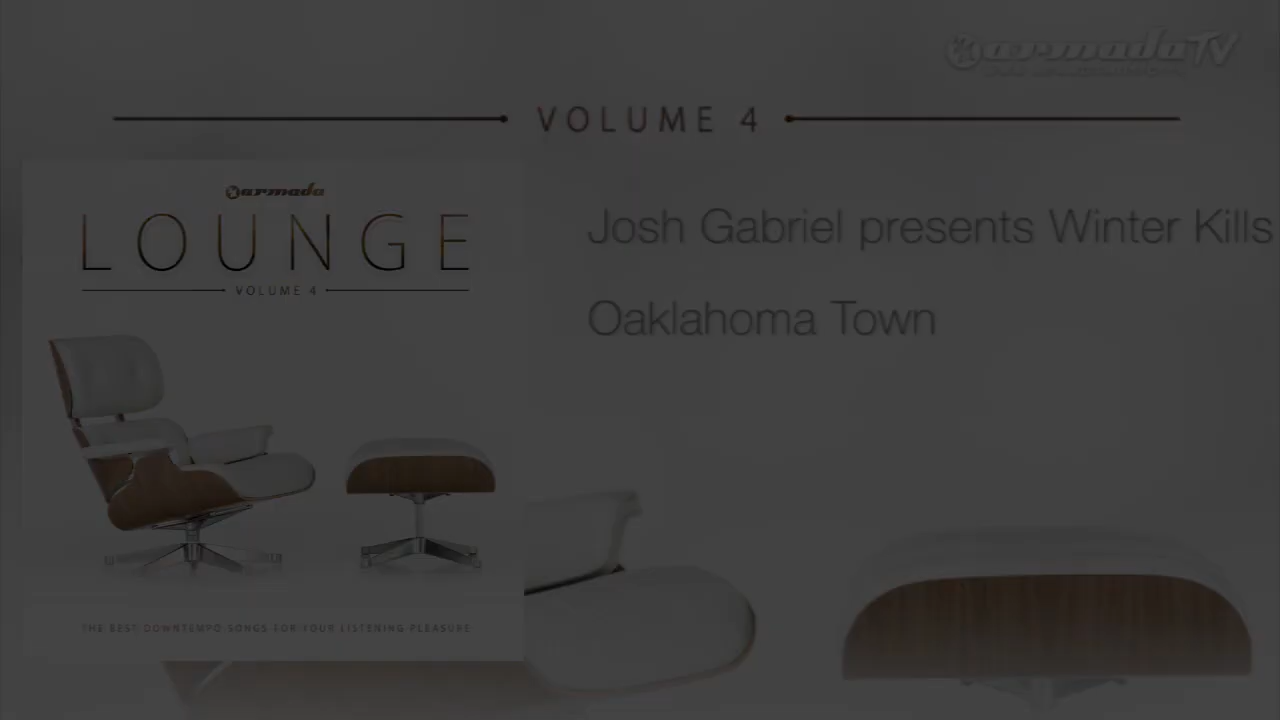 armadaTV
VOLUME 4
armada
LOUNGE
VOLUME 4
THE BEST DOWNTEMPO SONGS FOR YOUR LISTENING PLEASURE
Josh Gabriel presents Winter Kills
Oaklahoma Town